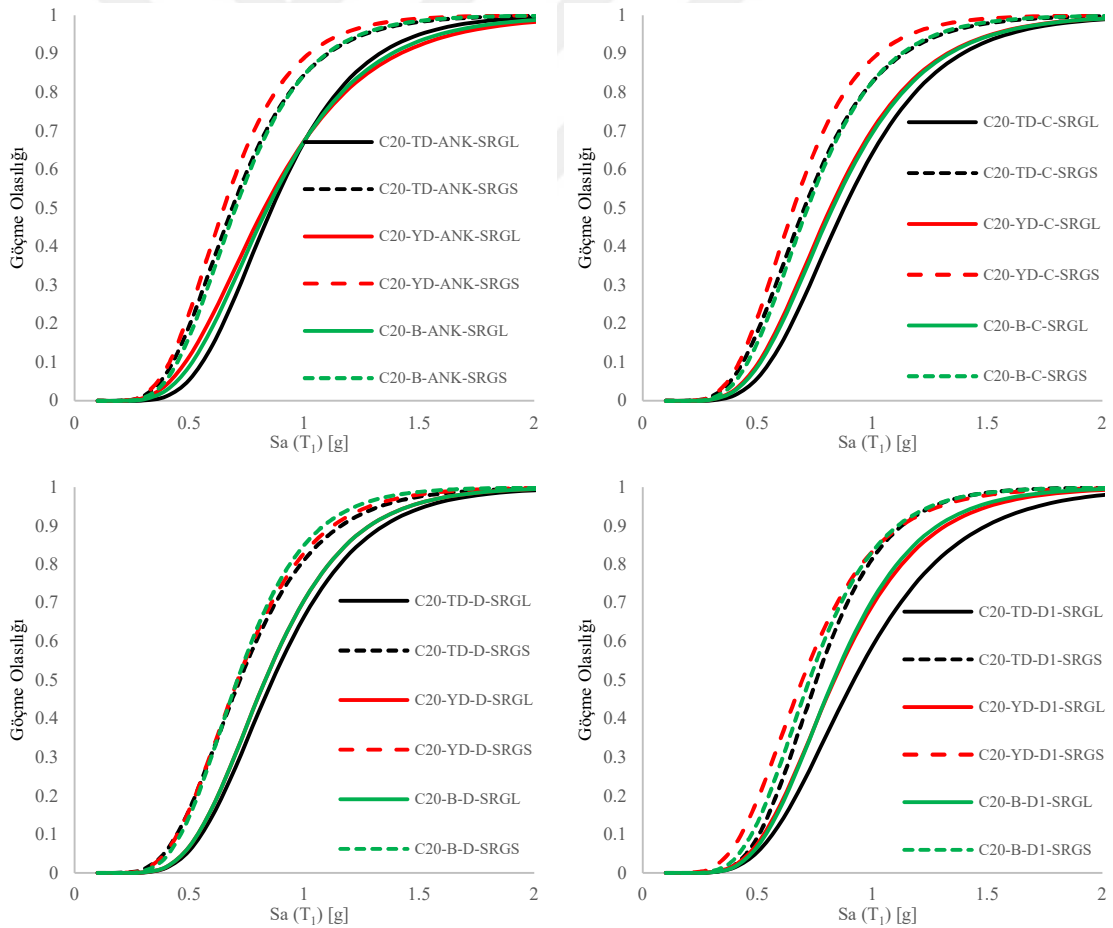 1
0.9
0.8
0.7
0.6
0.5
0.4
0.3
0.2
0.1
0
Göçme Olasılığı
0
0.5
1
1.5
2
Sa (T1) [g]
C20-TD-ANK-SRGL
C20-TD-ANK-SRGS
C20-YD-ANK-SRGL
C20-YD-ANK-SRGS
C20-B-ANK-SRGL
C20-B-ANK-SRGS
1
0.9
0.8
0.7
0.6
0.5
0.4
0.3
0.2
0.1
0
Göçme Olasılığı
0
0.5
1
1.5
2
Sa (T1) [g]
C20-TD-C-SRGL
C20-TD-C-SRGS
C20-YD-C-SRGL
C20-YD-C-SRGS
C20-B-C-SRGL
C20-B-C-SRGS
1
0.9
0.8
0.7
0.6
0.5
0.4
0.3
0.2
0.1
0
Göçme Olasılığı
0
0.5
1
1.5
2
Sa (T1) [g]
C20-TD-D-SRGL
C20-TD-D-SRGS
C20-YD-D-SRGL
C20-YD-D-SRGS
C20-B-D-SRGL
C20-B-D-SRGS
1
0.9
0.8
0.7
0.6
0.5
0.4
0.3
0.2
0.1
0
Göçme Olasılığı
0
0.5
1
1.5
2
Sa (T1) [g]
C20-TD-D1-SRGL
C20-TD-D1-SRGS
C20-YD-D1-SRGL
C20-YD-D1-SRGS
C20-B-D1-SRGL
C20-B-D1-SRGS